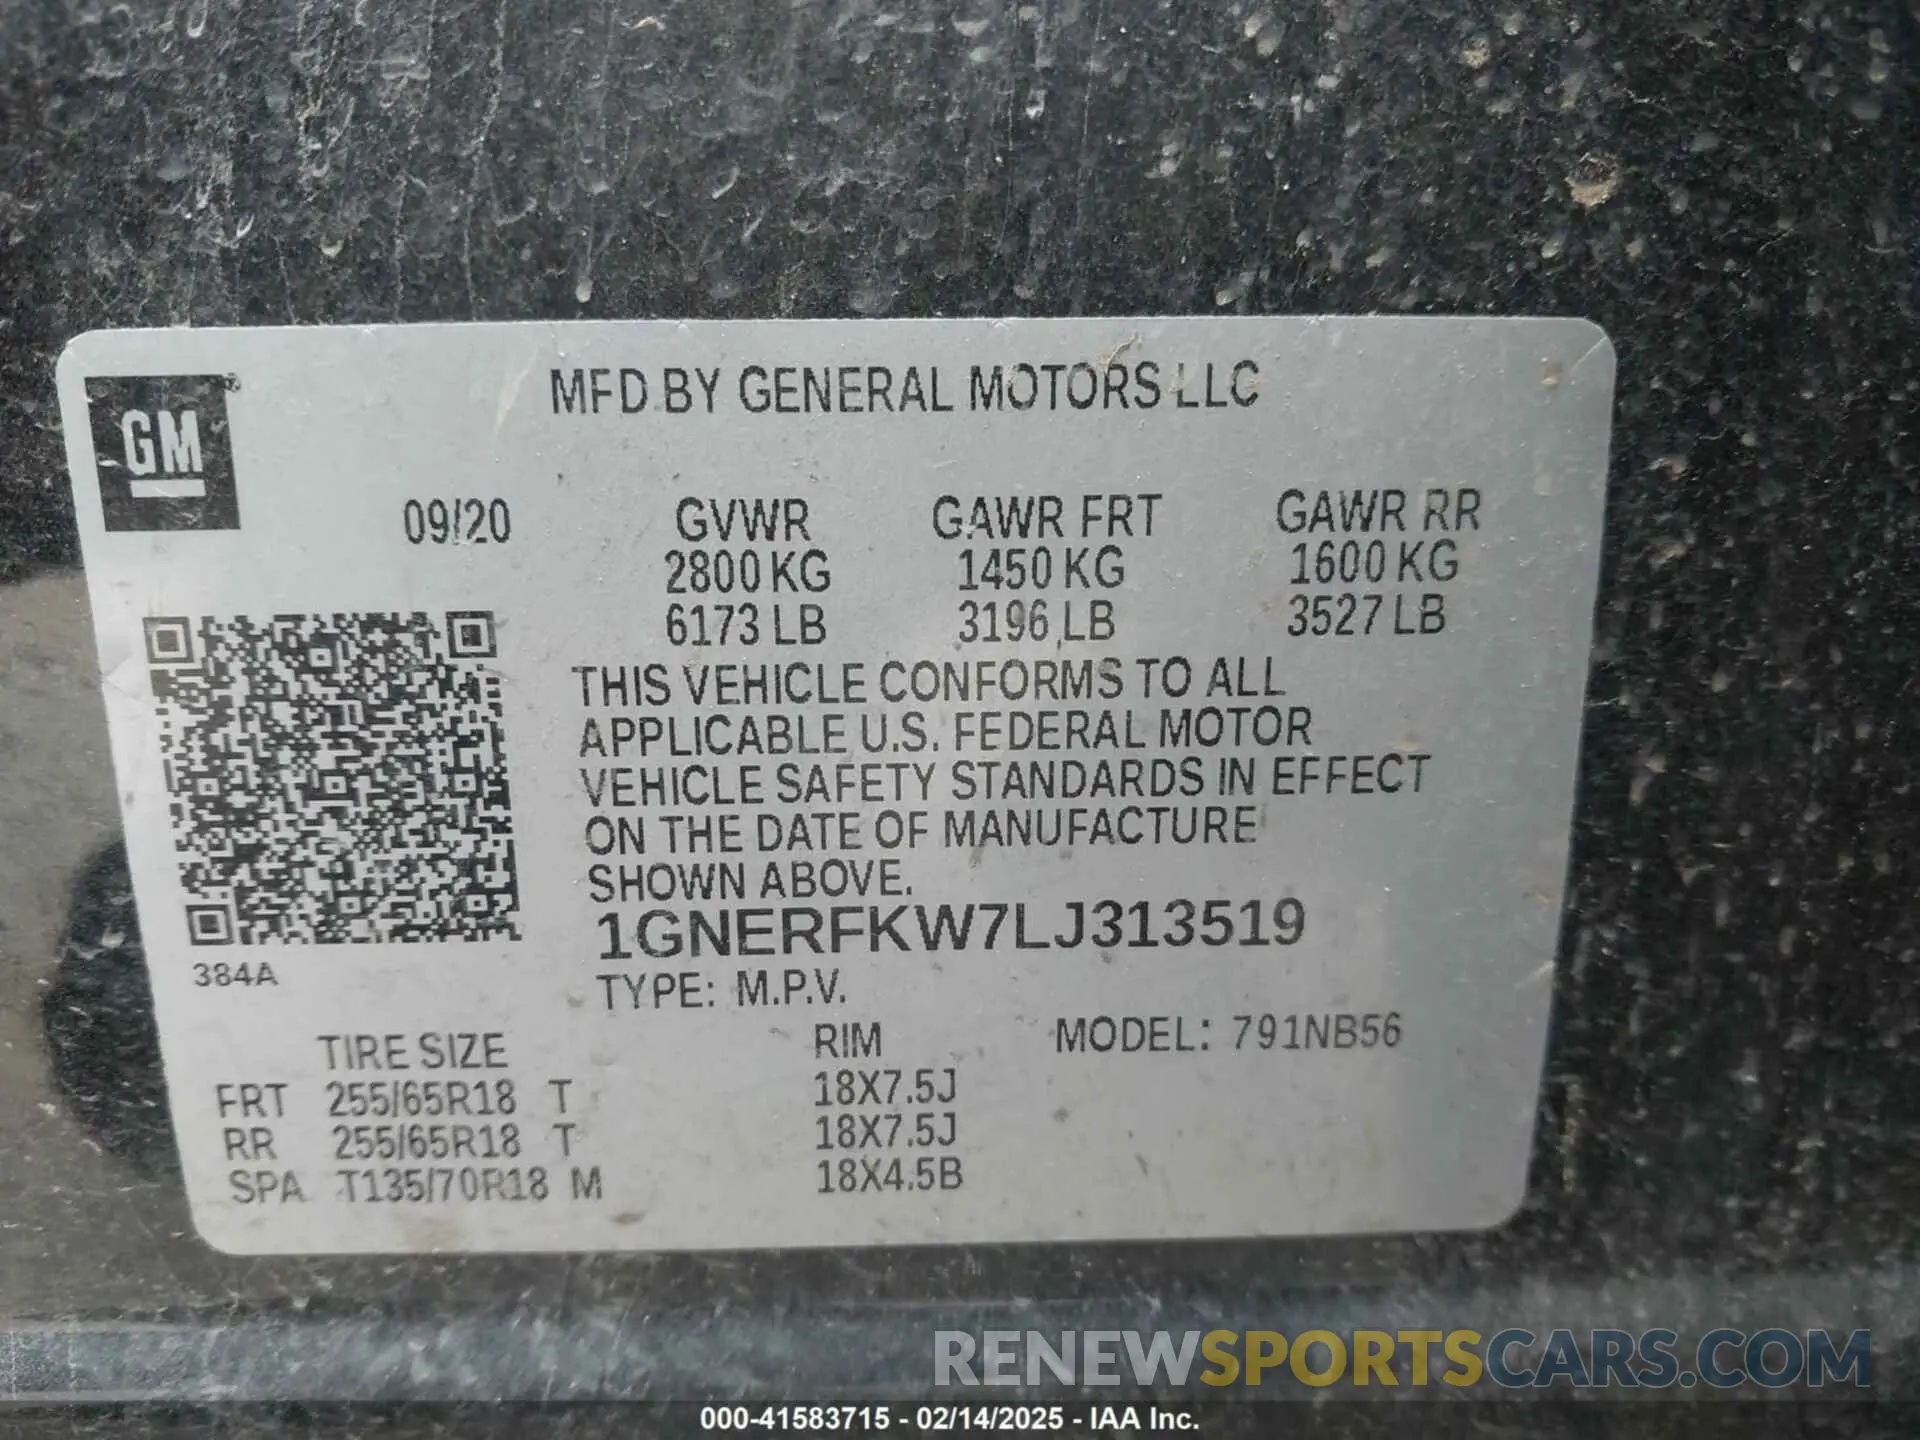 MFD BY GENERAL MOTORS LLC
GM
09/20 GVWR GAWR FRT GAWR RR
2800 KG 1450 KG 1600 KG
6173 LB 3196 LB 3527 LB
THIS VEHICLE CONFORMS TO ALL
APPLICABLE U.S. FEDERAL MOTOR
VEHICLE SAFETY STANDARDS IN EFFECT
ON THE DATE OF MANUFACTURE
SHOWN ABOVE.
1GNERFKW7LJ313519
384A
TYPE: M.P.V.
TIRE SIZE RIM MODEL: 791NB56
FRT 255/65R18 T 18X7.5J
RR 255/65R18 T 18X7.5J
SPA T135/70R18 M 18X4.5B
RENEWSPORTSCARS.COM
000-41583715 - 02/14/2025 - IAA Inc.